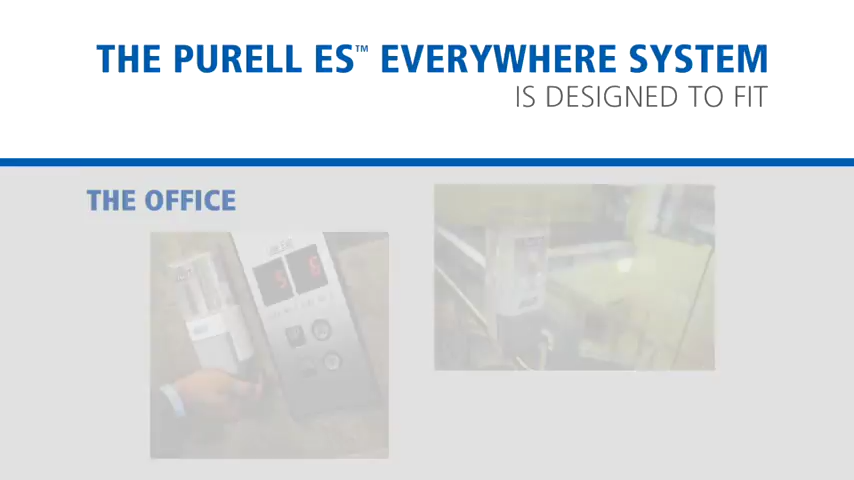 THE PURELL ES™ EVERYWHERE SYSTEM
IS DESIGNED TO FIT
THE OFFICE